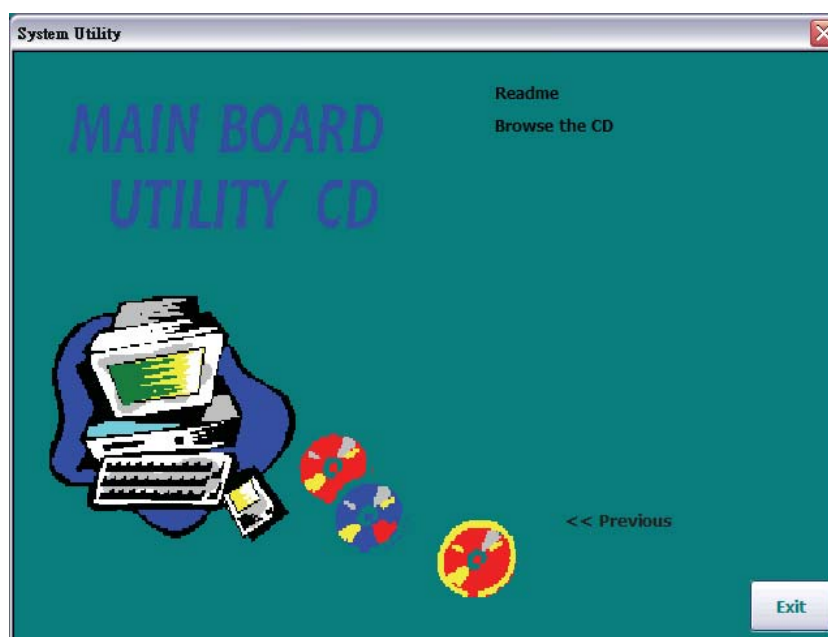 System Utility
MAIN BOARD
UTILITY CD
Readme
Browse the CD
<< Previous
Exit